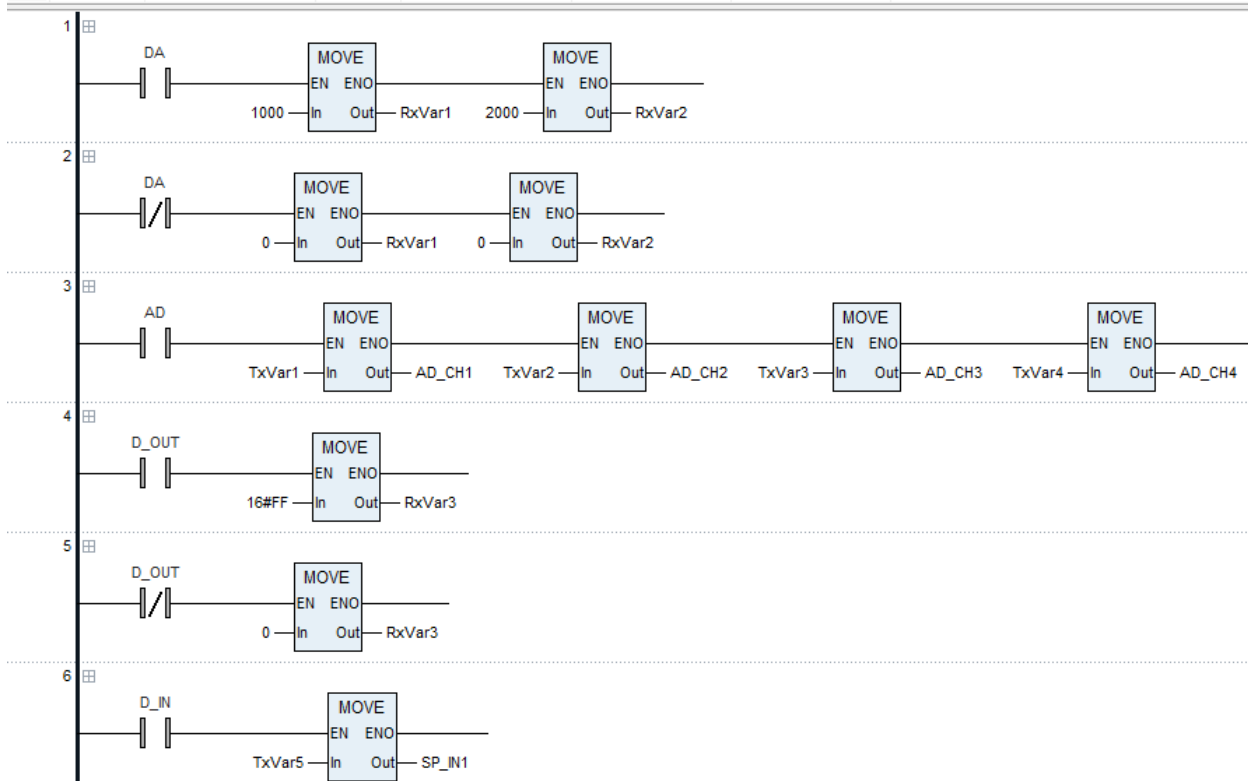 1
DA
MOVE MOVE
EN ENO EN ENO
1000 In Out RxVar1 2000 In Out RxVar2
2
DA
MOVE MOVE
EN ENO EN ENO
0 In Out RxVar1 0 In Out RxVar2
3
AD
MOVE MOVE MOVE MOVE
EN ENO EN ENO EN ENO EN ENO
TxVar1 In Out AD_CH1 TxVar2 In Out AD_CH2 TxVar3 In Out AD_CH3 TxVar4 In Out AD_CH4
4
D_OUT
MOVE
EN ENO
16#FF In Out RxVar3
5
D_OUT
MOVE
EN ENO
0 In Out RxVar3
6
D_IN
MOVE
EN ENO
TxVar5 In Out SP_IN1